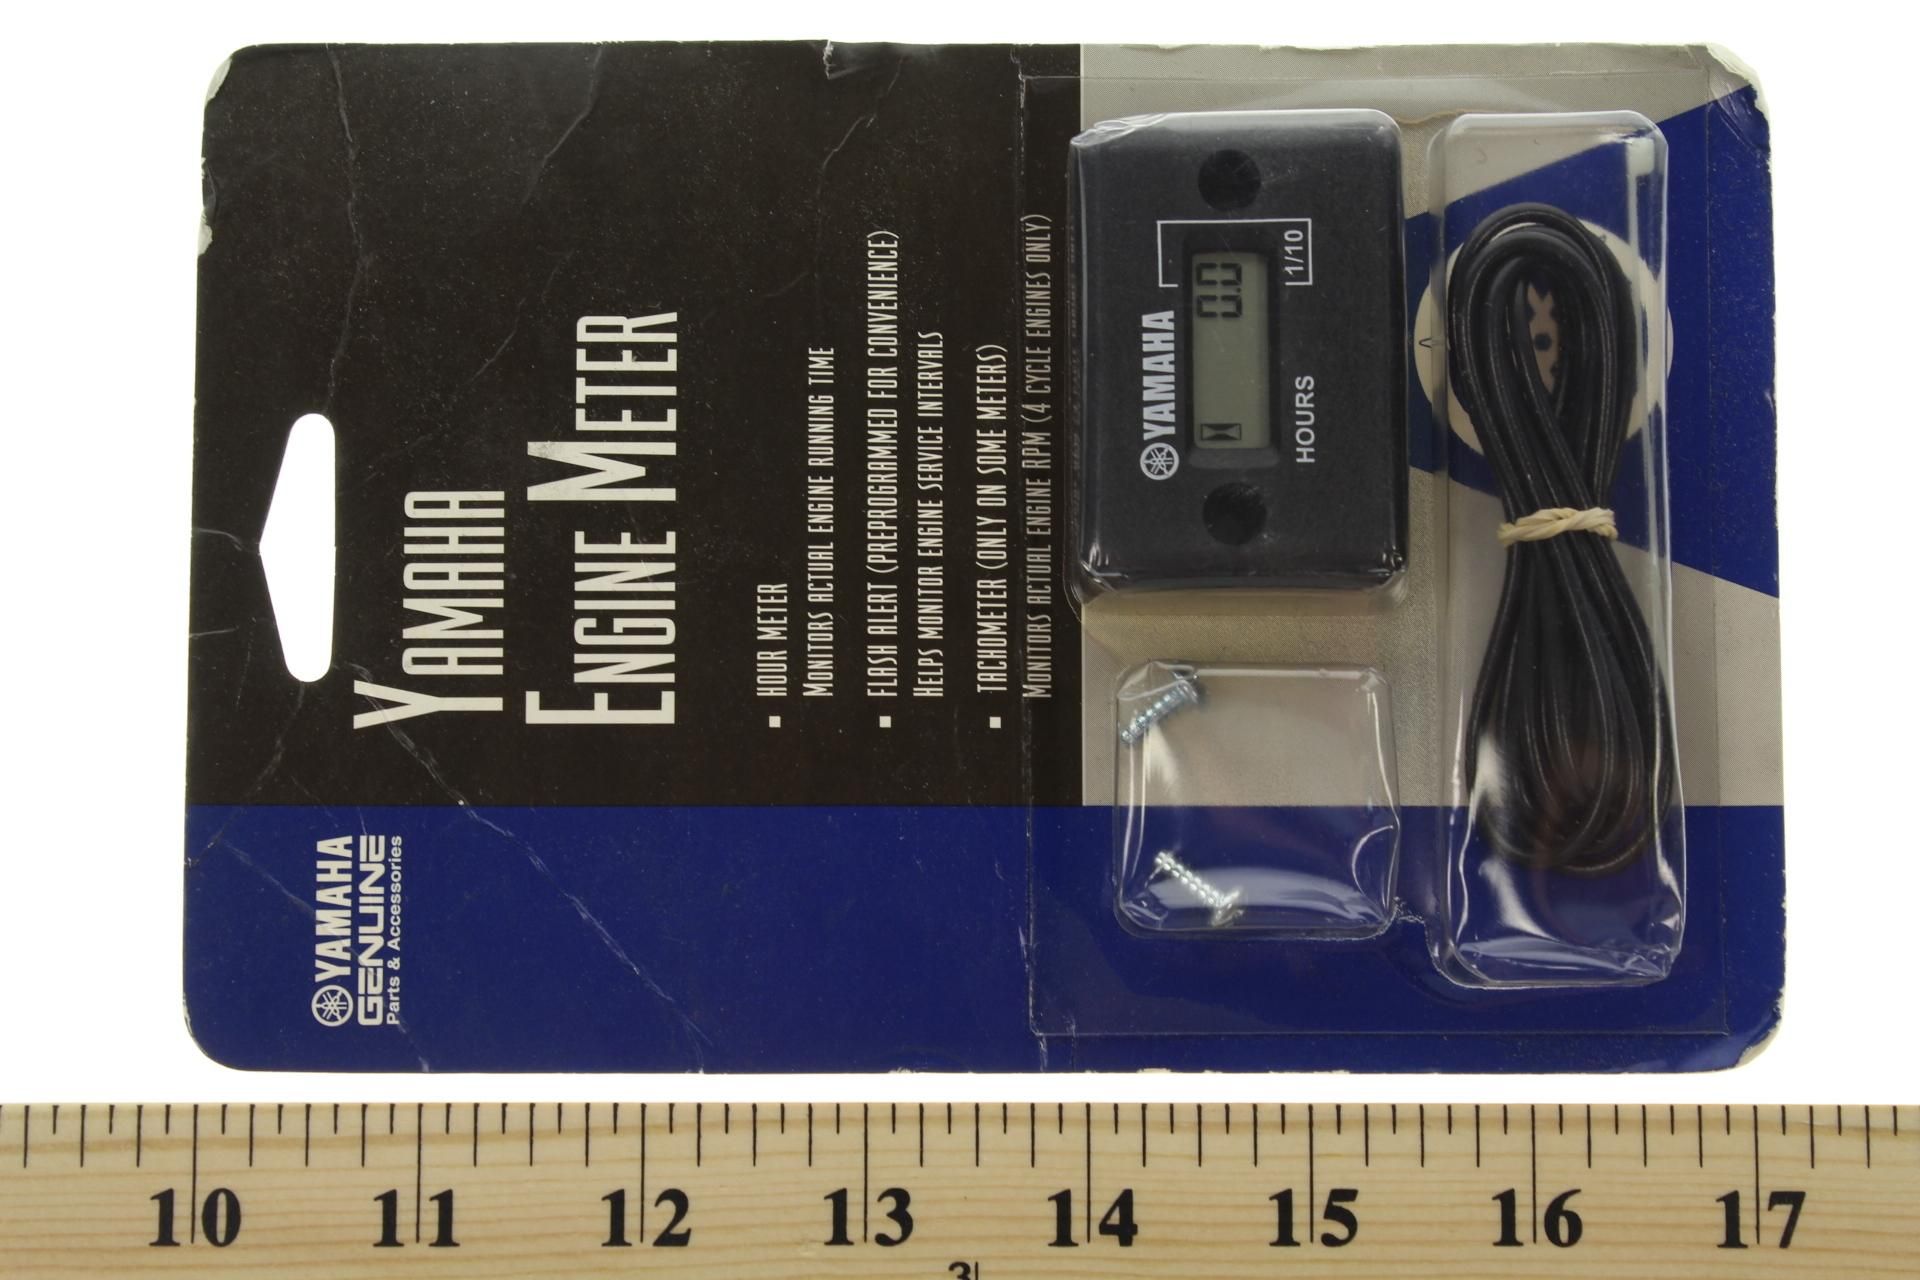 YAMAHA
ENGINE METER
▪ HOUR METER
MONITORS ACTUAL ENGINE RUNNING TIME
▪ FLASH ALERT (PREPROGRAMMED FOR CONVENIENCE)
HELPS MONITOR ENGINE SERVICE INTERVALS
▪ TACHOMETER (ONLY ON SOME METERS)
MONITORS ACTUAL ENGINE RPM (4 CYCLE ENGINES ONLY)
YAMAHA
GENUINE
Parts & Accessories
YAMAHA
0.0
HOURS 1/10
10 11 12 13 14 15 16 17
3